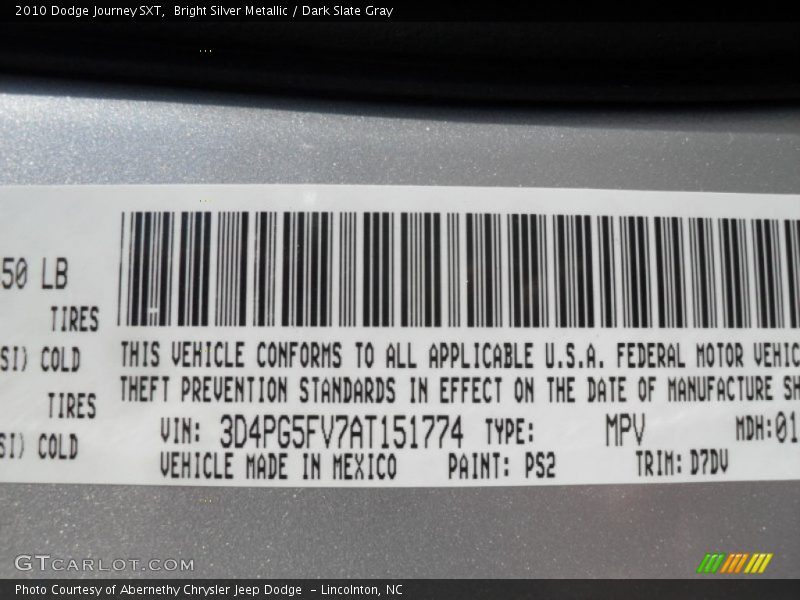 2010 Dodge Journey SXT,  Bright Silver Metallic / Dark Slate Gray
50 LB
TIRES
SI) COLD
TIRES
SI) COLD
THIS VEHICLE CONFORMS TO ALL APPLICABLE U.S.A. FEDERAL MOTOR VEHIC
THEFT PREVENTION STANDARDS IN EFFECT ON THE DATE OF MANUFACTURE SH
VIN: 3D4PG5FV7AT151774 TYPE: MPV MDH:01
VEHICLE MADE IN MEXICO PAINT: PS2 TRIM: D7DV
GTCARLOT.COM
Photo Courtesy of Abernethy Chrysler Jeep Dodge  – Lincolnton, NC